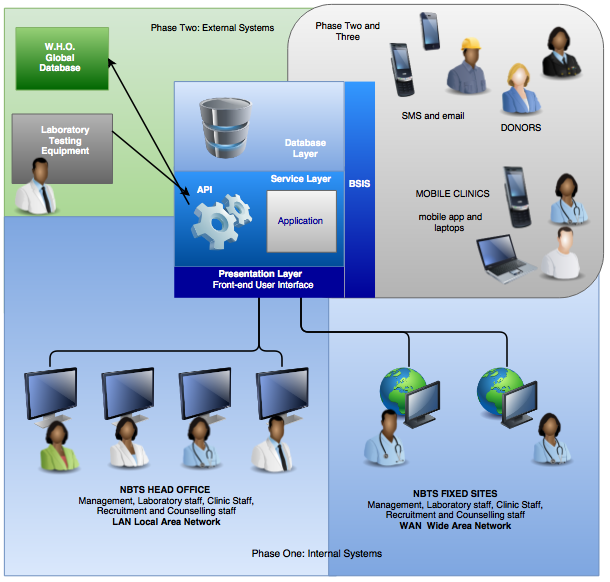 Phase Two: External Systems
Phase Two and
Three
W.H.O.
Global
Database
SMS and email
DONORS
Laboratory
Testing
Equipment
Database
Layer
BSIS
API
Service Layer
Application
MOBILE CLINICS
mobile app and
laptops
Presentation Layer
Front-end User Interface
NBTS HEAD OFFICE
Management, Laboratory staff, Clinic Staff,
Recruitment and Counselling staff
LAN Local Area Network
NBTS FIXED SITES
Management, Laboratory staff, Clinic Staff,
Recruitment and Counselling staff
WAN Wide Area Network
Phase One: Internal Systems